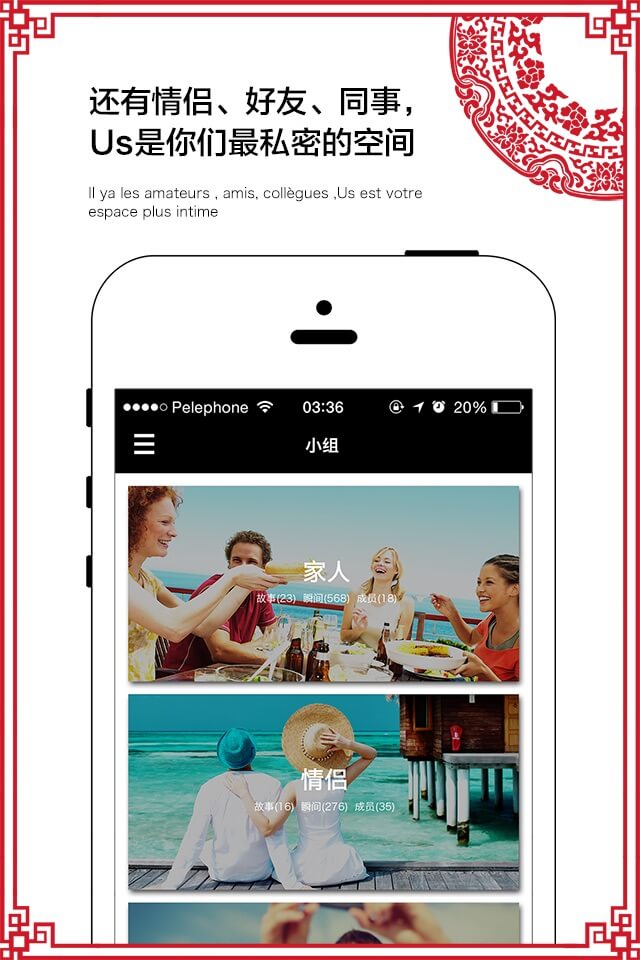 还有情侣、好友、同事，
Us是你们最私密的空间
Il ya les amateurs , amis, collègues ,Us est votre
espace plus intime
Pelephone 03:36 20%
小组
家人
故事(23) 瞬间(568) 成员(18)
情侣
故事(16) 瞬间(276) 成员(35)